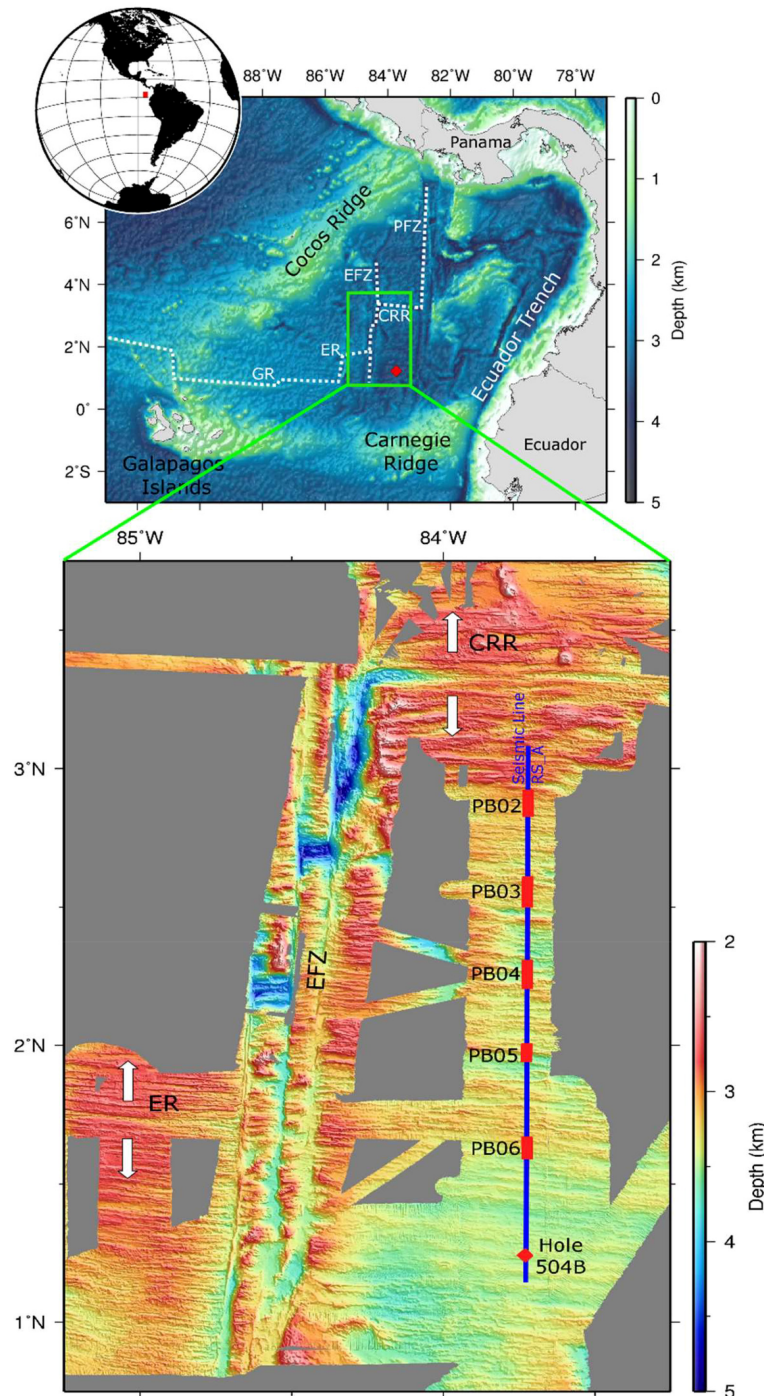 88°W 86°W 84°W 82°W 80°W 78°W
0
1
2
3
4
5
Depth (km)
Panama
6°N
4°N
2°N
0°
2°S
Cocos Ridge
PFZ
EFZ
CRR
ER
GR
Ecuador Trench
Carnegie
Ridge
Ecuador
Galapagos
Islands
85°W 84°W
CRR
Seismic Line
RS_A
3°N
PB02
PB03
PB04
EFZ
2°N
PB05
ER
PB06
Hole
504B
1°N
2
3
4
5
Depth (km)